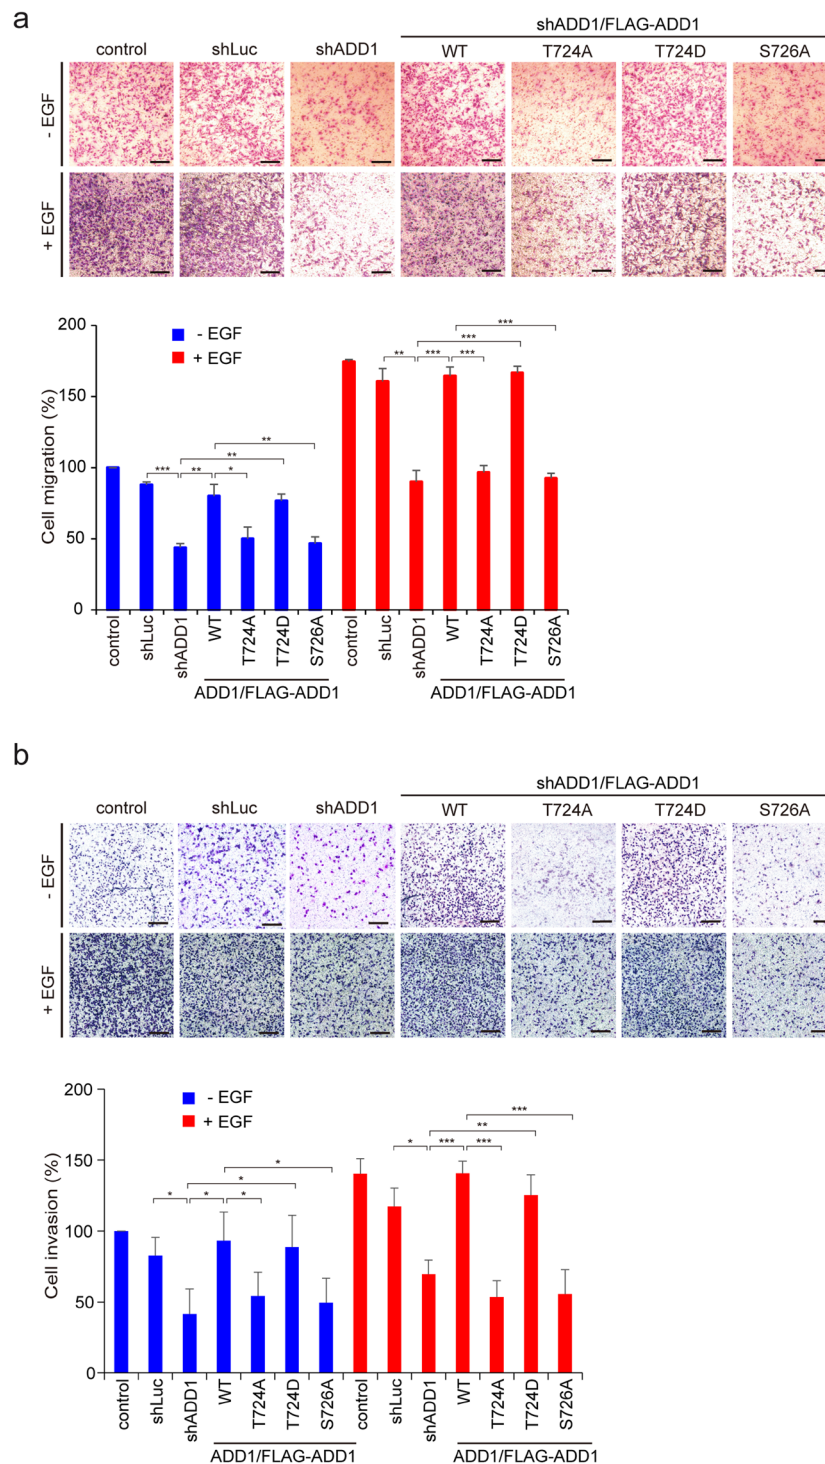 a
shADD1/FLAG-ADD1
control shLuc shADD1 WT T724A T724D S726A
- EGF
+ EGF
200
150
100
50
0
Cell migration (%)
- EGF
+ EGF
** *** *** ***
*** ** * ** **
control shLuc shADD1 WT T724A T724D S726A control shLuc shADD1 WT T724A T724D S726A
ADD1/FLAG-ADD1 ADD1/FLAG-ADD1
b
shADD1/FLAG-ADD1
control shLuc shADD1 WT T724A T724D S726A
- EGF
+ EGF
200
150
100
50
0
Cell invasion (%)
- EGF
+ EGF
* *** *** ** ***
* * * * *
control shLuc shADD1 WT T724A T724D S726A control shLuc shADD1 WT T724A T724D S726A
ADD1/FLAG-ADD1 ADD1/FLAG-ADD1